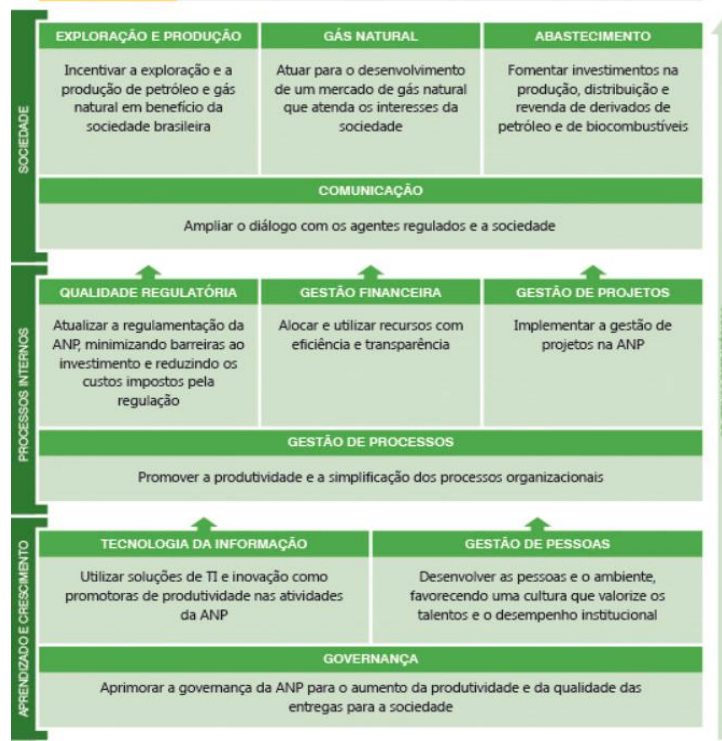 SOCIEDADE
EXPLORAÇÃO E PRODUÇÃO
Incentivar a exploração e a
produção de petróleo e gás
natural em benefício da
sociedade brasileira
GÁS NATURAL
Atuar para o desenvolvimento
de um mercado de gás natural
que atenda os interesses da
sociedade
ABASTECIMENTO
Fomentar investimentos na
produção, distribuição e
revenda de derivados de
petróleo e de biocombustíveis
COMUNICAÇÃO
Ampliar o diálogo com os agentes regulados e a sociedade
PROCESSOS INTERNOS
QUALIDADE REGULATÓRIA
Atualizar a regulamentação da
ANP, minimizando barreiras ao
investimento e reduzindo os
custos impostos pela
regulação
GESTÃO FINANCEIRA
Alocar e utilizar recursos com
eficiência e transparência
GESTÃO DE PROJETOS
Implementar a gestão de
projetos na ANP
GESTÃO DE PROCESSOS
Promover a produtividade e a simplificação dos processos organizacionais
APRENDIZADO E CRESCIMENTO
TECNOLOGIA DA INFORMAÇÃO
Utilizar soluções de TI e inovação como
promotoras de produtividade nas atividades
da ANP
GESTÃO DE PESSOAS
Desenvolver as pessoas e o ambiente,
favorecendo uma cultura que valorize os
talentos e o desempenho institucional
GOVERNANÇA
Aprimorar a governança da ANP para o aumento da produtividade e da qualidade das
entregas para a sociedade